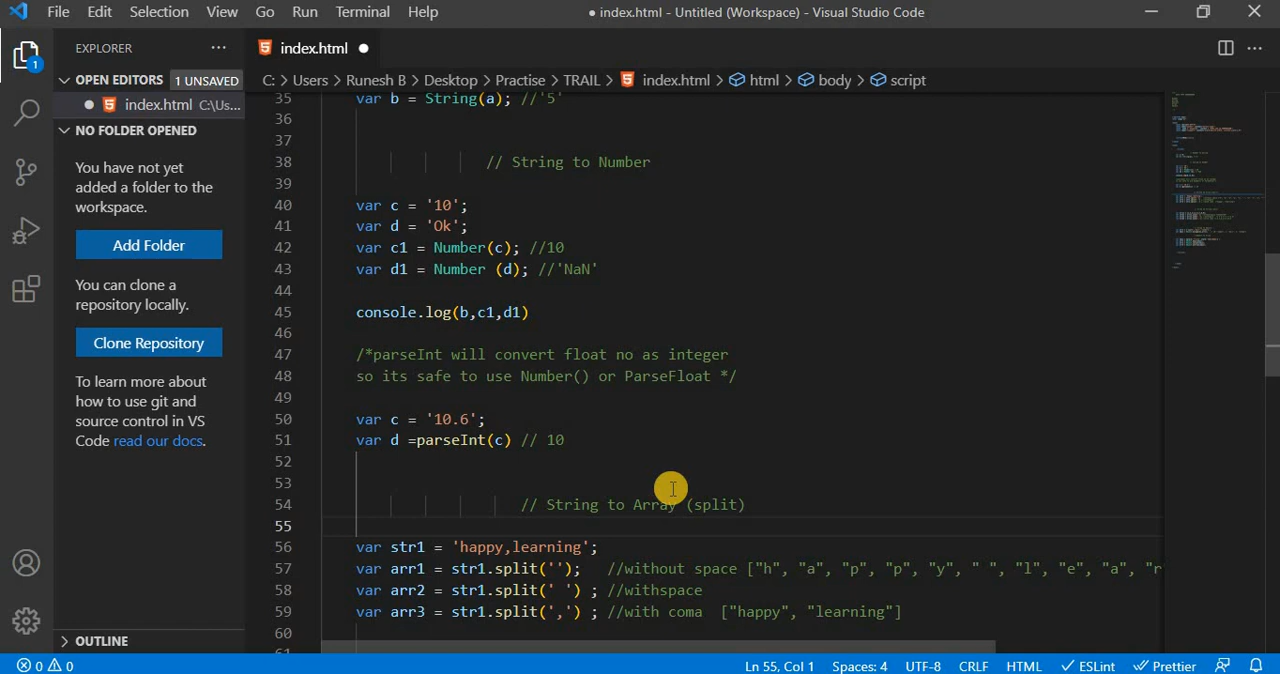 File Edit Selection View Go Run Terminal Help
● index.html - Untitled (Workspace) - Visual Studio Code
EXPLORER
index.html
OPEN EDITORS 1 UNSAVED
index.html C:\Us...
NO FOLDER OPENED
You have not yet
added a folder to the
workspace.
Add Folder
You can clone a
repository locally.
Clone Repository
To learn more about
how to use git and
source control in VS
Code read our docs.
OUTLINE
1
C: > Users > Runesh B > Desktop > Practise > TRAIL > index.html > html > body > script
35 var b = String(a); //'5'
36
37
38 // String to Number
39
40 var c = '10';
41 var d = 'Ok';
42 var c1 = Number(c); //10
43 var d1 = Number (d); //'NaN'
44
45 console.log(b,c1,d1)
46
47 /*parseInt will convert float no as integer
48 so its safe to use Number() or ParseFloat */
49
50 var c = '10.6';
51 var d =parseInt(c) // 10
52
53
54 // String to Array (split)
55
56 var str1 = 'happy,learning';
57 var arr1 = str1.split(''); //without space ["h", "a", "p", "p", "y", " ", "l", "e", "a", "r
58 var arr2 = str1.split(' ') ; //withspace
59 var arr3 = str1.split(',') ; //with coma ["happy", "learning"]
60
61
0 0
Ln 55, Col 1 Spaces: 4 UTF-8 CRLF HTML ESLint Prettier